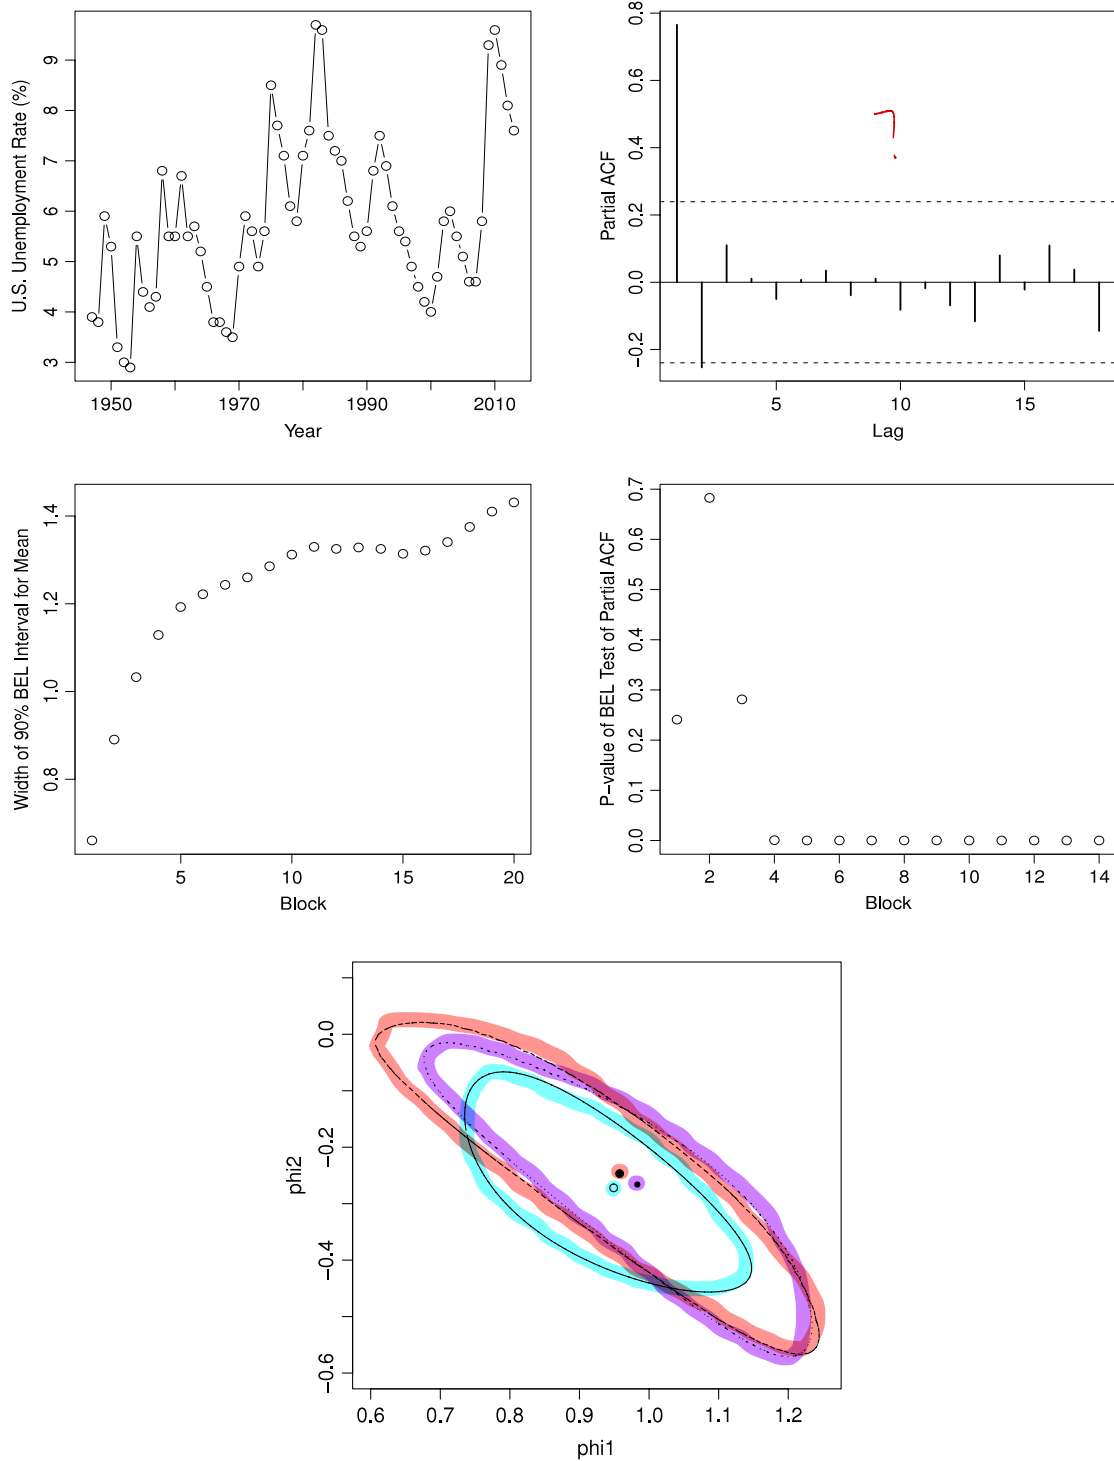 U.S. Unemployment Rate (%)
3 4 5 6 7 8 9
1950 1970 1990 2010
Year
Partial ACF
−0.2 0.0 0.2 0.4 0.6 0.8
5 10 15
Lag
Width of 90% BEL Interval for Mean
0.8 1.0 1.2 1.4
5 10 15 20
Block
P−value of BEL Test of Partial ACF
0.0 0.1 0.2 0.3 0.4 0.5 0.6 0.7
2 4 6 8 10 12 14
Block
phi2
−0.6 −0.4 −0.2 0.0
0.6 0.7 0.8 0.9 1.0 1.1 1.2
phi1